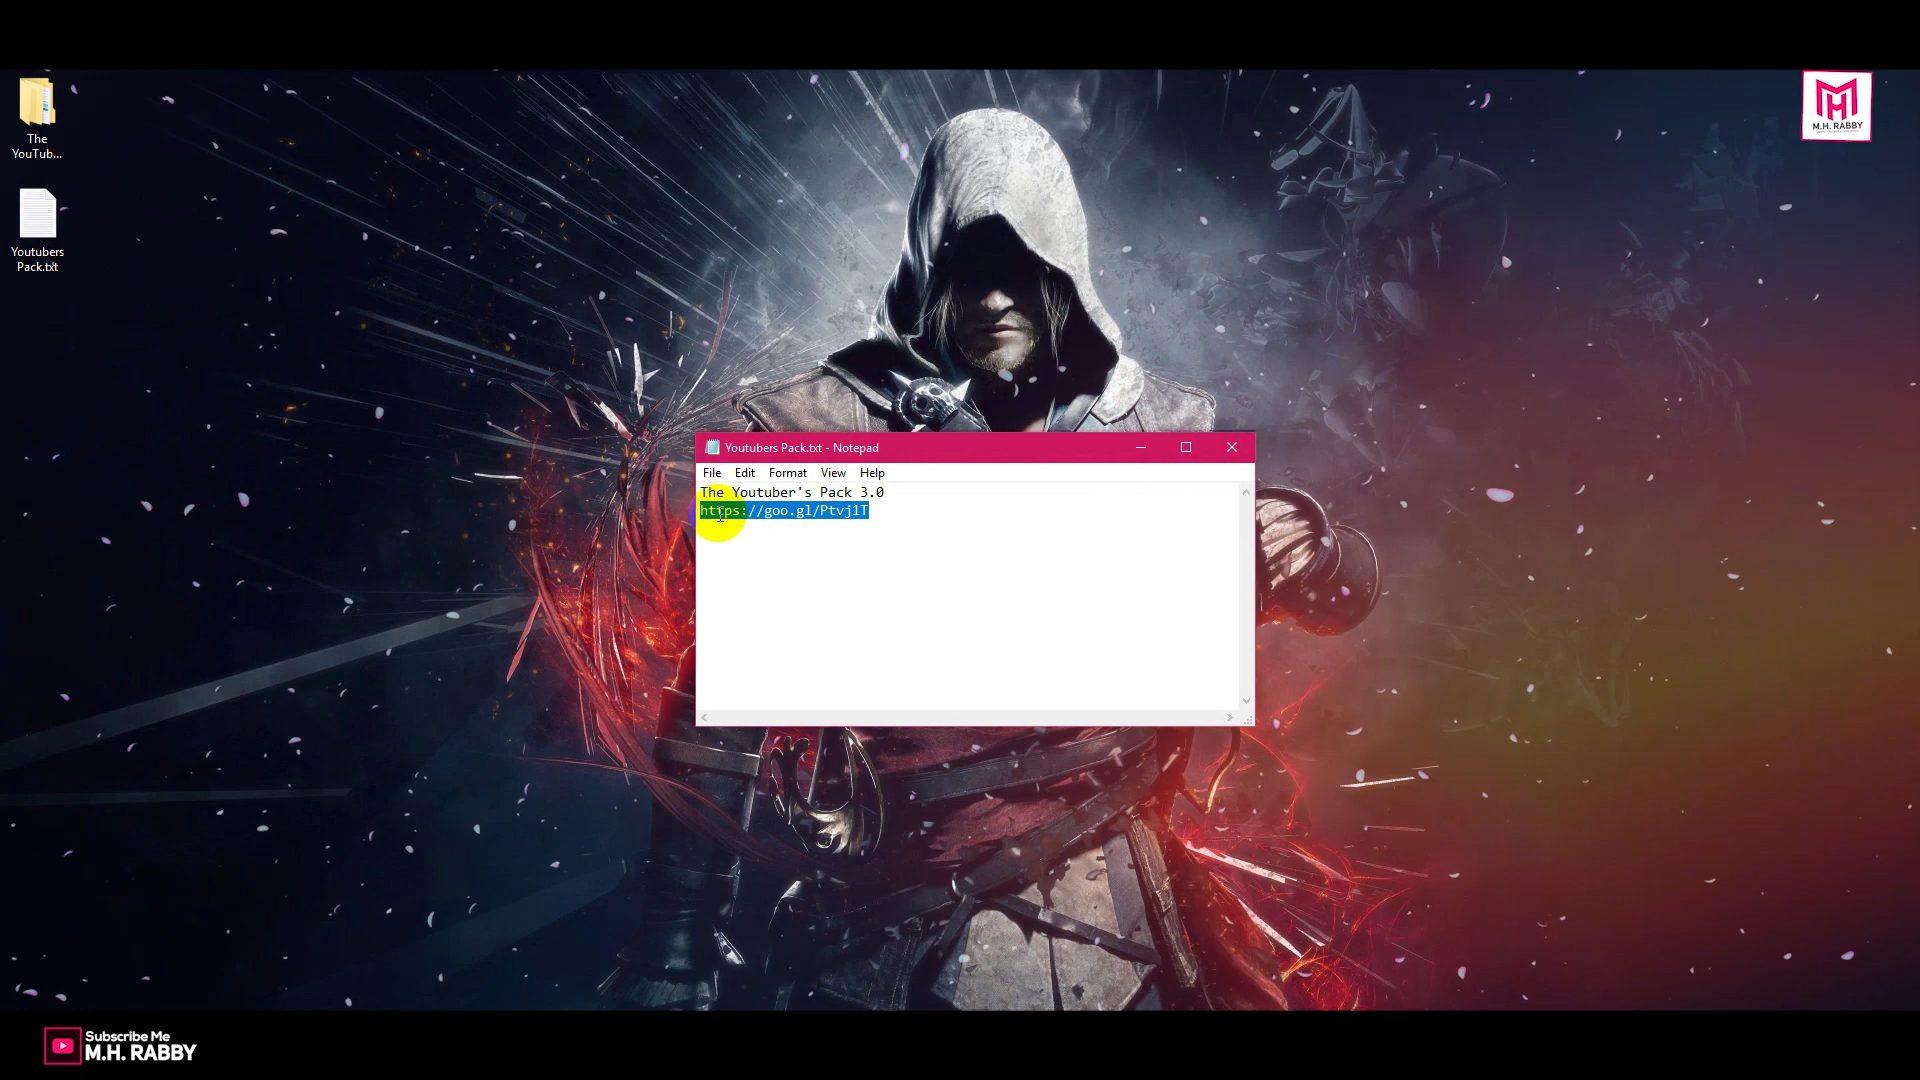 The
YouTub...
Youtubers
Pack.txt
M.H. RABBY
Youtubers Pack.txt - Notepad
File Edit Format View Help
The Youtuber's Pack 3.0
https://goo.gl/Ptvj1T
Subscribe Me
M.H. RABBY